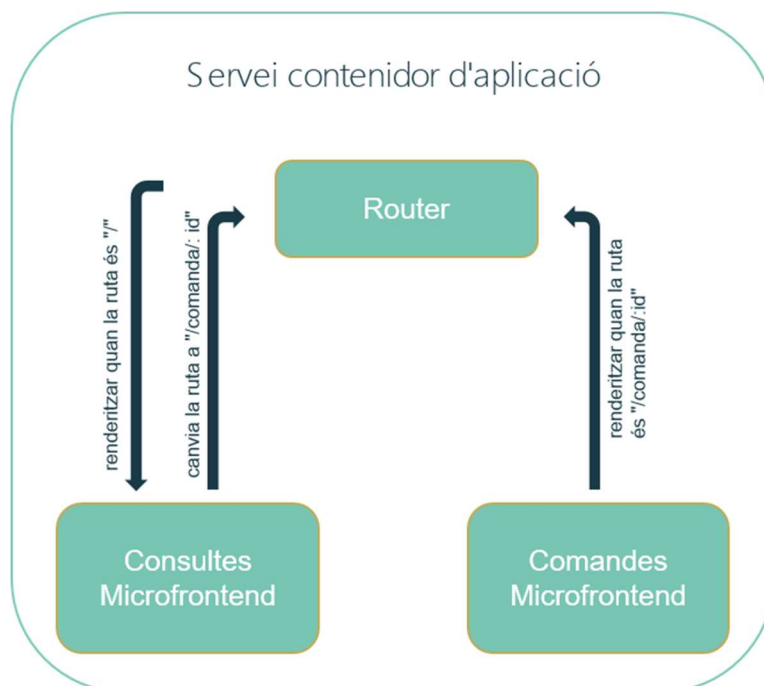 Servei contenidor d'aplicació
Router
renderitzar quan la ruta és "/"
canvia la ruta a "/comanda/: id"
renderitzar quan la ruta
és "/comanda/:id"
Consultes
Microfrontend
Comandes
Microfrontend